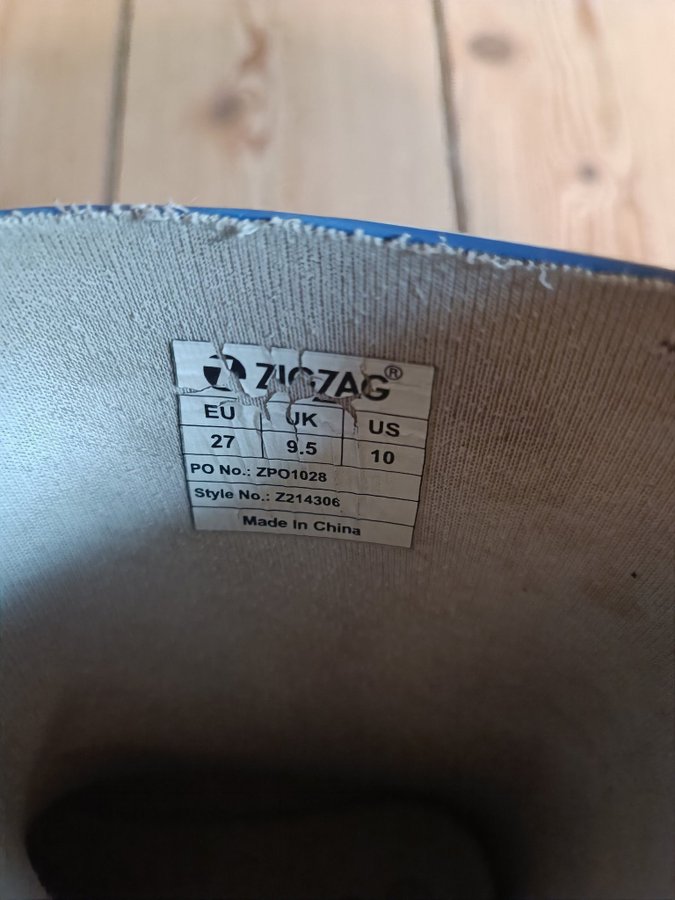 ZIGZAG®
EU UK US
27 9.5 10
PO No.: ZPO1028
Style No.: Z214306
Made In China